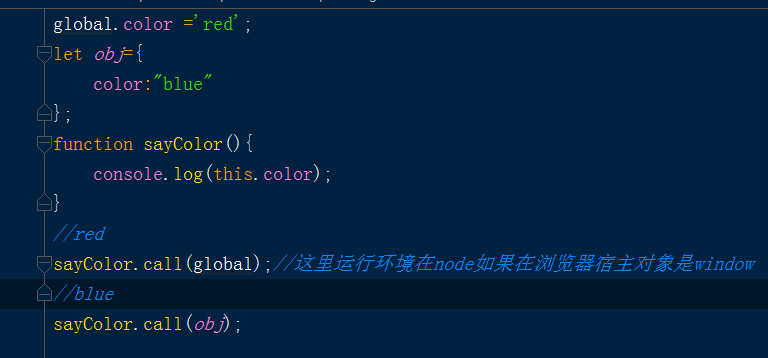 global.color ='red';
let obj={
color:"blue"
};
function sayColor(){
console.log(this.color);
}
//red
sayColor.call(global);//这里运行环境在node如果在浏览器宿主对象是window
//blue
sayColor.call(obj);